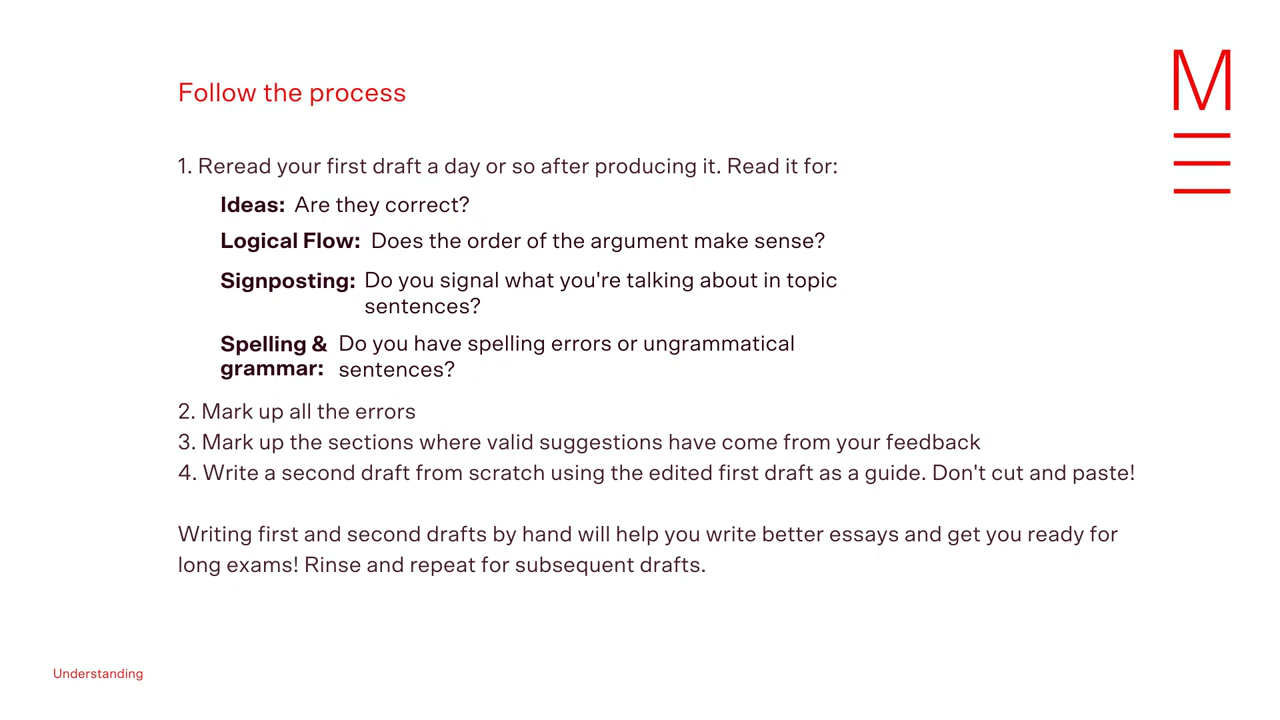 Follow the process
M
1. Reread your first draft a day or so after producing it. Read it for:
Ideas: Are they correct?
Logical Flow: Does the order of the argument make sense?
Signposting: Do you signal what you're talking about in topic
sentences?
Spelling & Do you have spelling errors or ungrammatical
grammar: sentences?
2. Mark up all the errors
3. Mark up the sections where valid suggestions have come from your feedback
4. Write a second draft from scratch using the edited first draft as a guide. Don't cut and paste!
Writing first and second drafts by hand will help you write better essays and get you ready for
long exams! Rinse and repeat for subsequent drafts.
Understanding